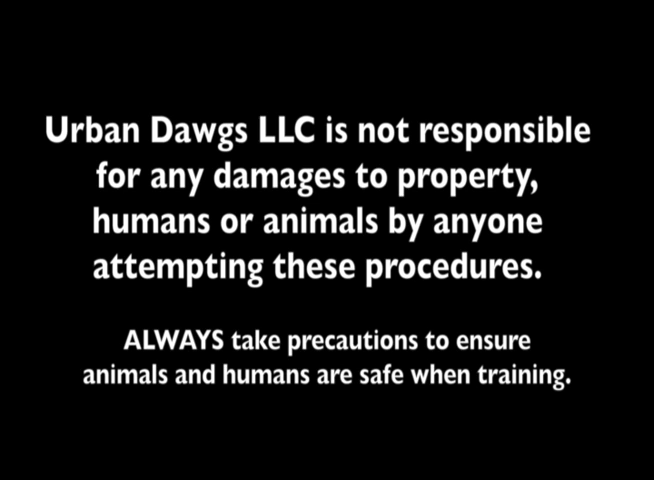 Urban Dawgs LLC is not responsible
for any damages to property,
humans or animals by anyone
attempting these procedures.
ALWAYS take precautions to ensure
animals and humans are safe when training.